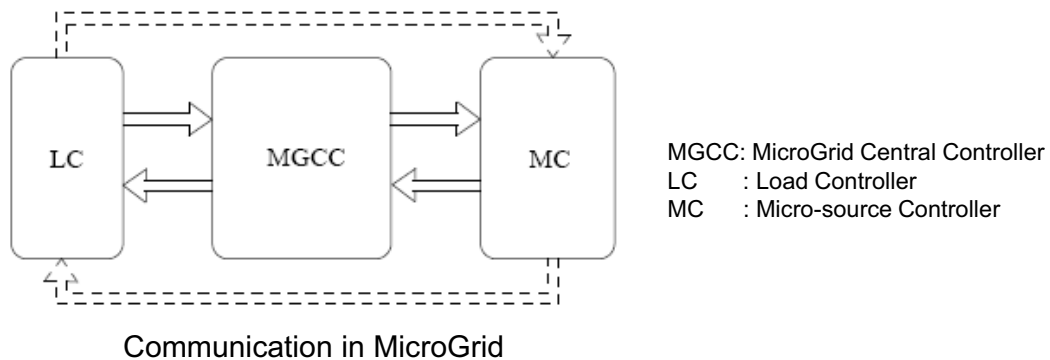 LC
MGCC
MC
MGCC: MicroGrid Central Controller
LC : Load Controller
MC : Micro-source Controller
Communication in MicroGrid